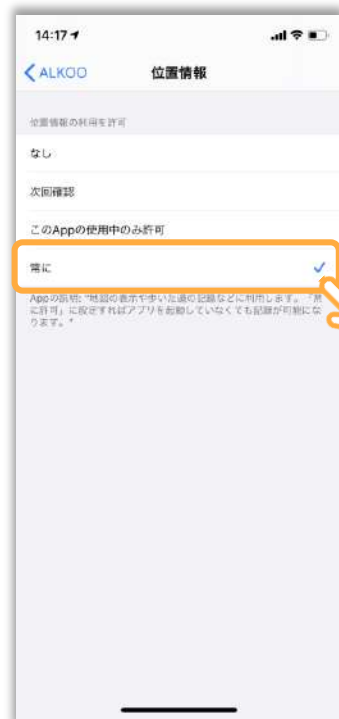 14:17
ALKOO
位置情報
位置情報の利用を許可
なし
次回確認
このAppの使用中のみ許可
常に
Appの説明: "地図の表示や歩いた道の記録などに利用します。「常
に許可」に設定すればアプリを起動していなくても記録が可能にな
ります。"